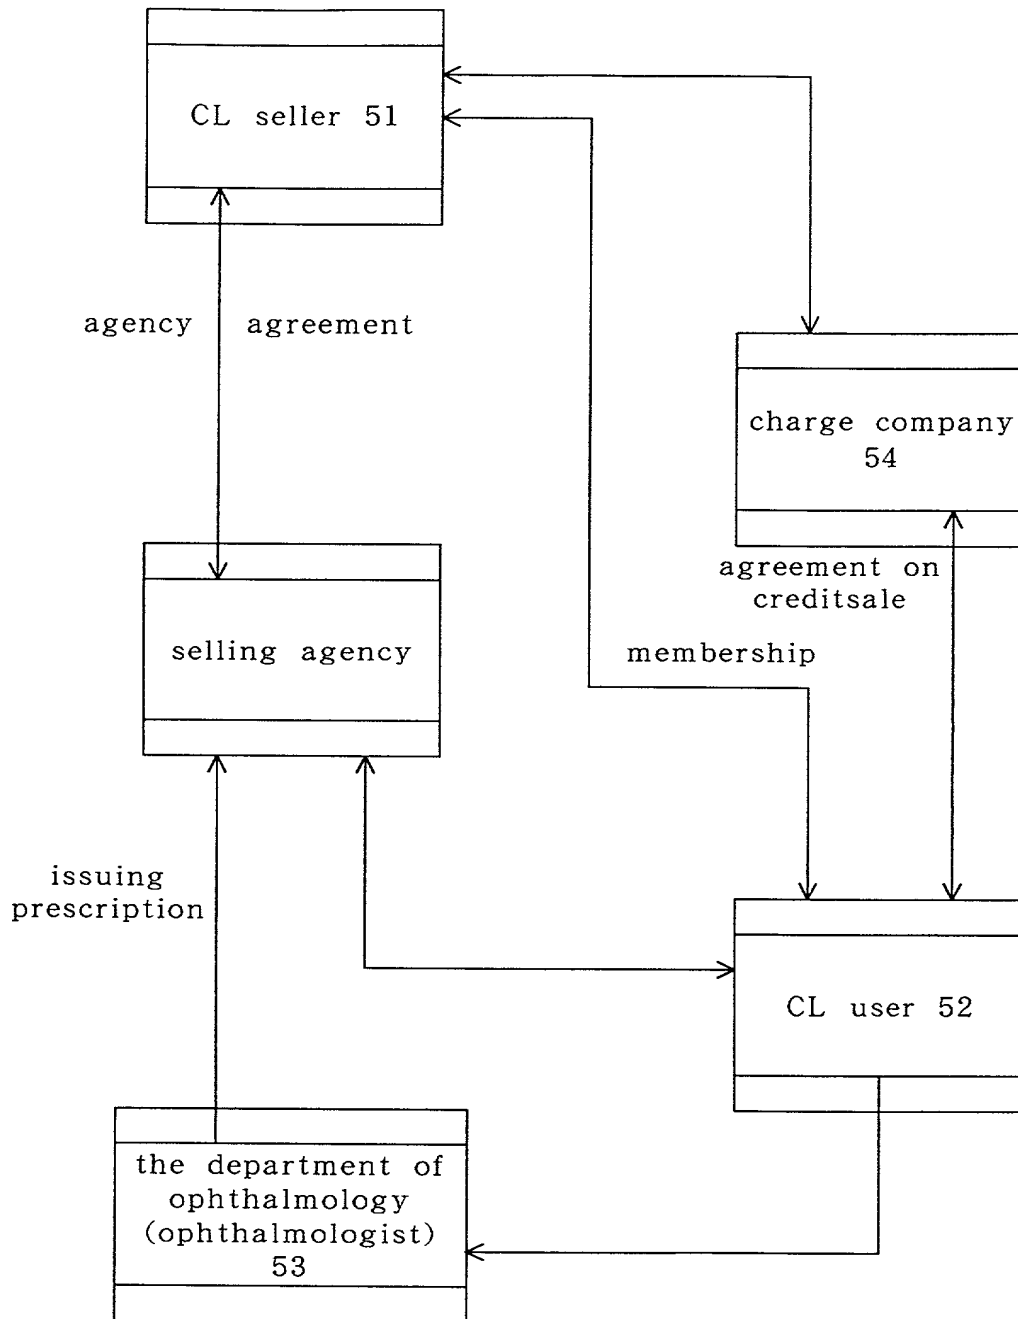 CL seller 51
agency agreement
charge company
54
agreement on
creditsale
selling agency
membership
issuing
prescription
CL user 52
the department of
ophthalmology
(ophthalmologist)
53